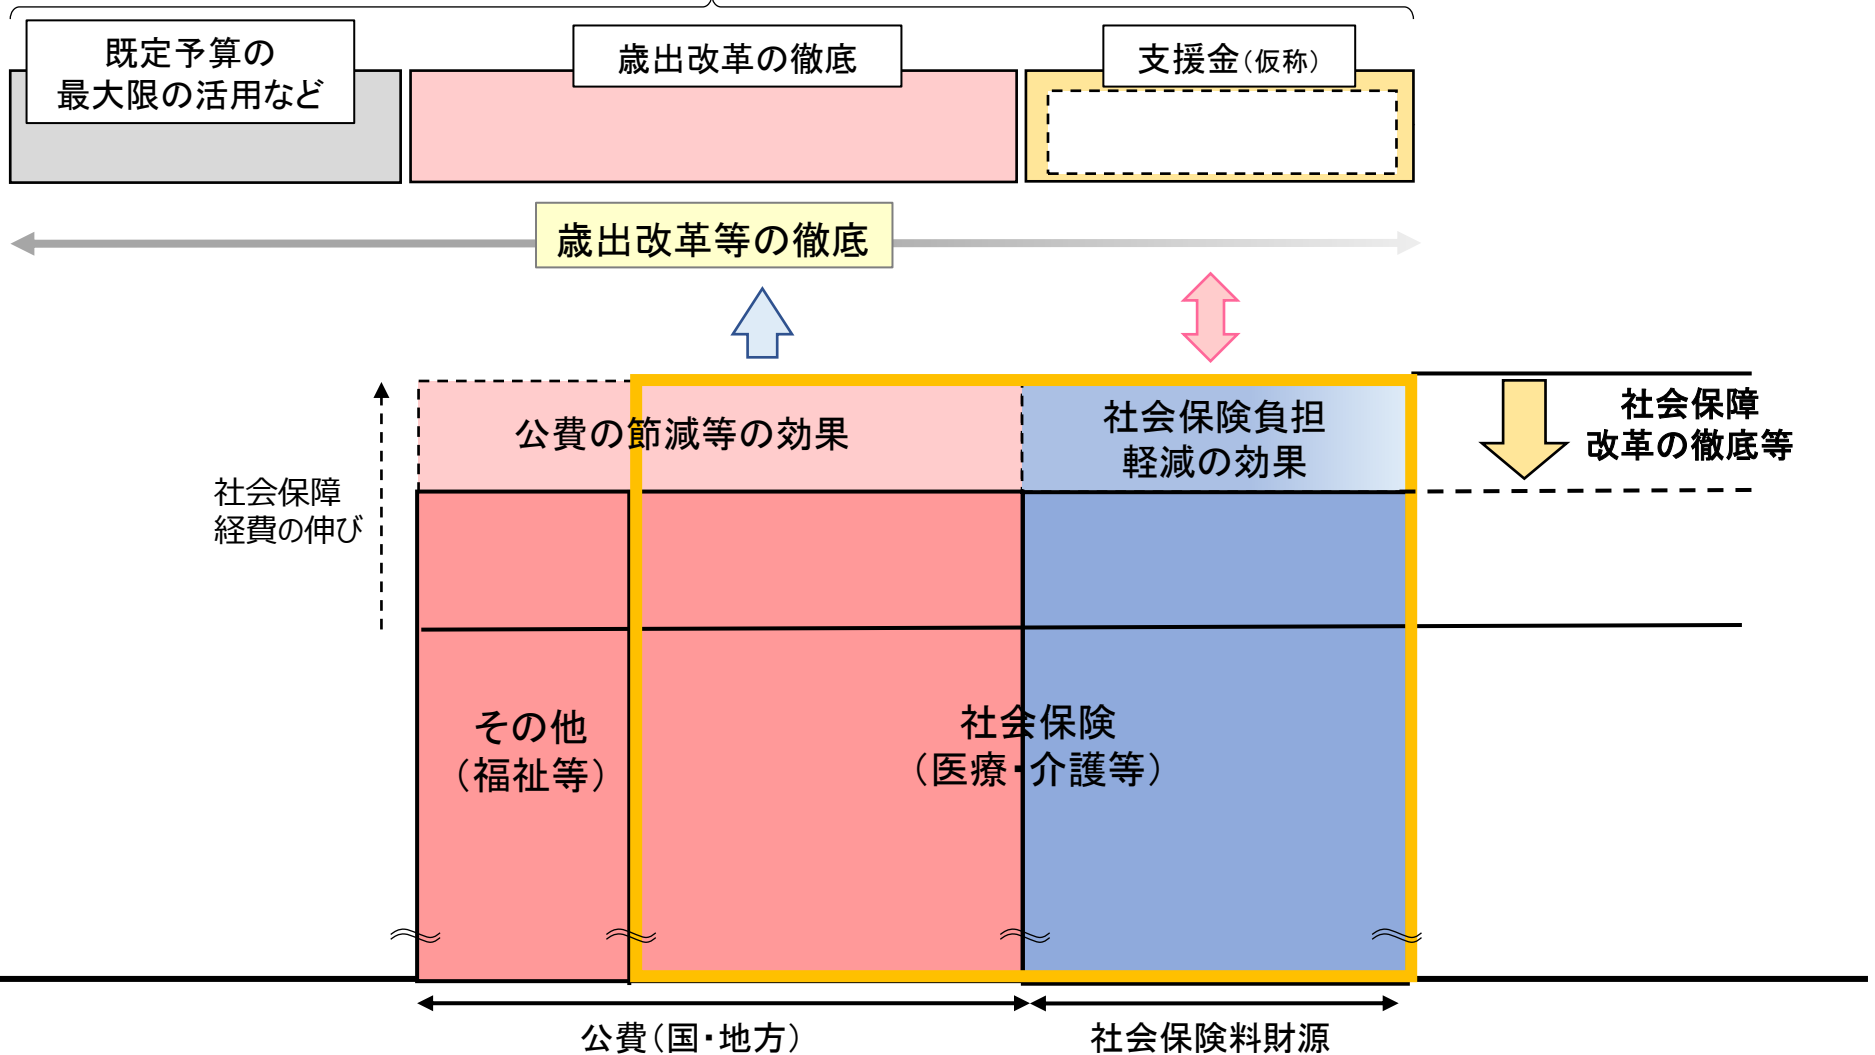 既定予算の
最大限の活用など
歳出改革の徹底
支援金(仮称)
歳出改革等の徹底
公費の節減等の効果
社会保険負担
軽減の効果
社会保障
改革の徹底等
社会保障
経費の伸び
その他
(福祉等)
社会保険
(医療・介護等)
公費(国・地方)
社会保険料財源